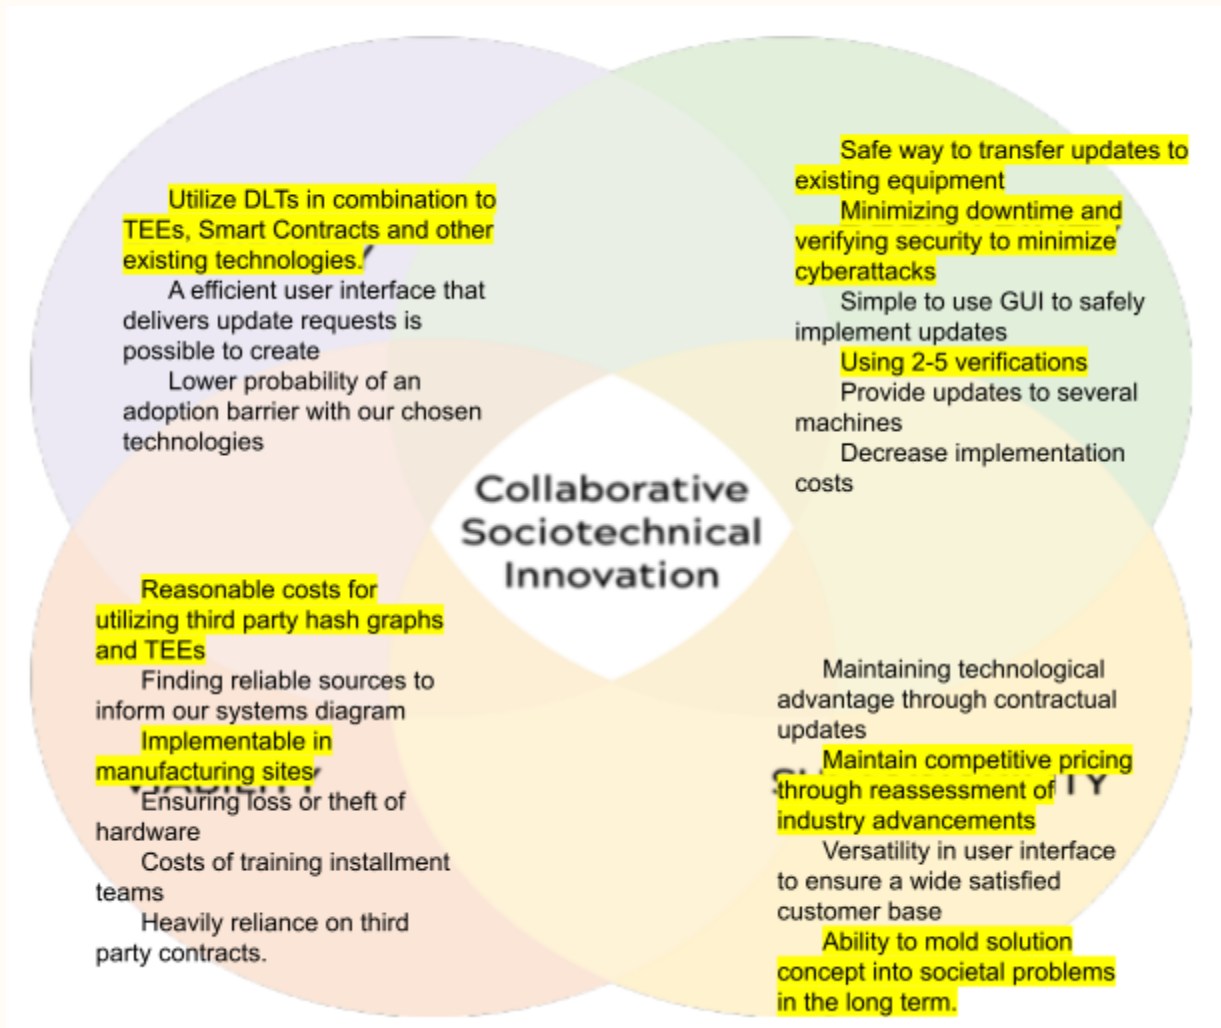 Utilize DLTs in combination to
TEEs, Smart Contracts and other
existing technologies.
A efficient user interface that
delivers update requests is
possible to create
Lower probability of an
adoption barrier with our chosen
technologies
Safe way to transfer updates to
existing equipment
Minimizing downtime and
verifying security to minimize
cyberattacks
Simple to use GUI to safely
implement updates
Using 2-5 verifications
Provide updates to several
machines
Decrease implementation
costs
Collaborative
Sociotechnical
Innovation
Reasonable costs for
utilizing third party hash graphs
and TEEs
Finding reliable sources to
inform our systems diagram
Implementable in
manufacturing sites
Ensuring loss or theft of
hardware
Costs of training installment
teams
Heavily reliance on third
party contracts.
Maintaining technological
advantage through contractual
updates
Maintain competitive pricing
through reassessment of
industry advancements
Versatility in user interface
to ensure a wide satisfied
customer base
Ability to mold solution
concept into societal problems
in the long term.